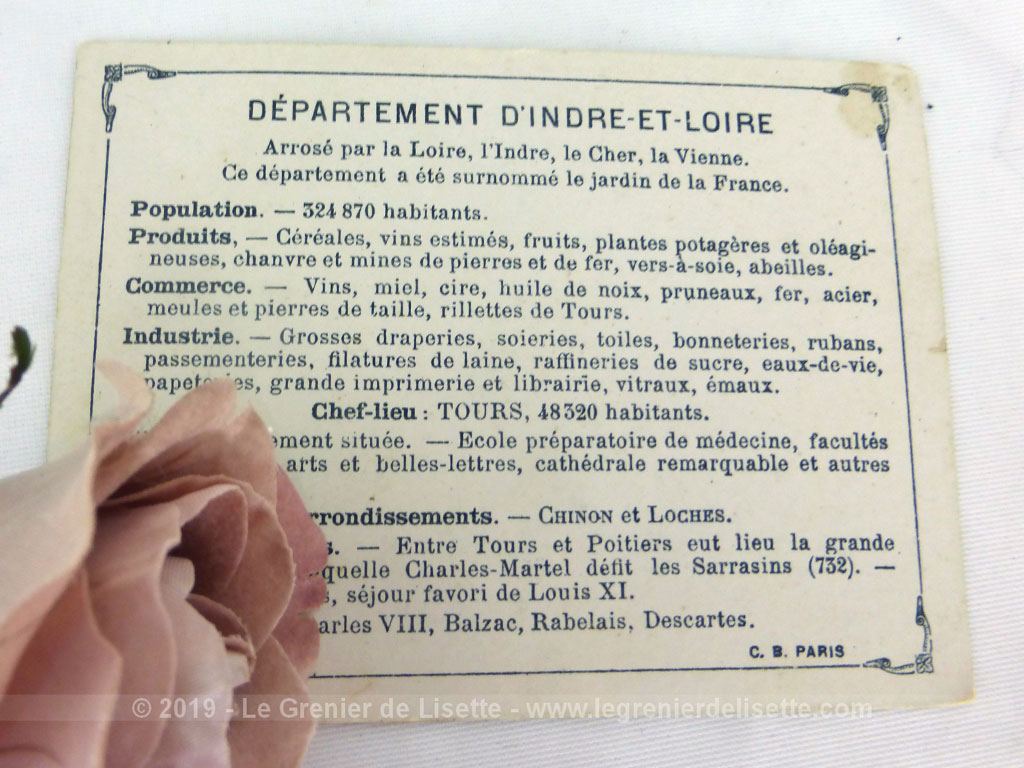 DÉPARTEMENT D'INDRE-ET-LOIRE
Arrosé par la Loire, l'Indre, le Cher, la Vienne.
Ce département a été surnommé le jardin de la France.
Population. — 324 870 habitants.
Produits, — Céréales, vins estimés, fruits, plantes potagères et oléagi-
neuses, chanvre et mines de pierres et de fer, vers-à-soie, abeilles.
Commerce. — Vins, miel, cire, huile de noix, pruneaux, fer, acier,
meules et pierres de taille, rillettes de Tours.
Industrie. — Grosses draperies, soieries, toiles, bonneteries, rubans,
passementeries, filatures de laine, raffineries de sucre, eaux-de-vie,
papeteries, grande imprimerie et librairie, vitraux, émaux.
Chef-lieu : TOURS, 48320 habitants.
située. — Ecole préparatoire de médecine, facultés
arts et belles-lettres, cathédrale remarquable et autres
rrondissements. — CHINON et LOCHES.
— Entre Tours et Poitiers eut lieu la grande
quelle Charles-Martel défit les Sarrasins (732). —
séjour favori de Louis XI.
arles VIII, Balzac, Rabelais, Descartes.
C. B. PARIS
© 2019 - Le Grenier de Lisette - www.legrenierdelisette.com